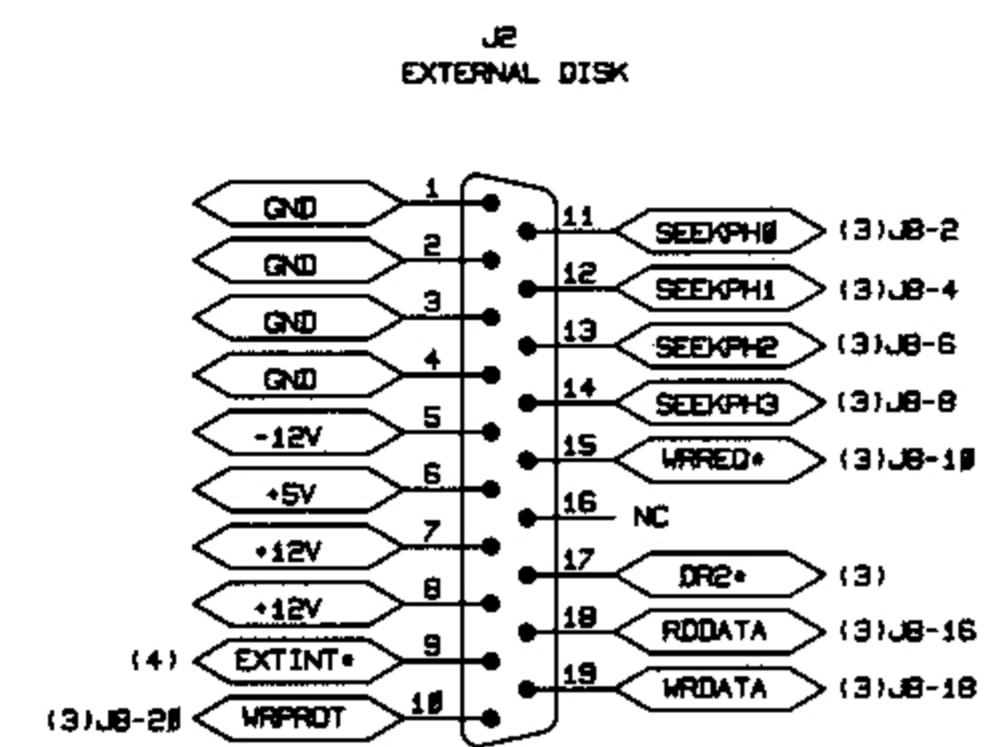 J2
EXTERNAL DISK
GND 1
11 SEEKPH0 (3)J8-2
GND 2
12 SEEKPH1 (3)J8-4
GND 3
13 SEEKPH2 (3)J8-6
GND 4
14 SEEKPH3 (3)J8-8
-12V 5
15 WRREQ* (3)J8-10
+5V 6
16 NC
+12V 7
17 DR2* (3)
+12V 8
18 RDDATA (3)J8-16
(4) EXTINT* 9
19 WRDATA (3)J8-18
(3)J8-20 WRPROT 10